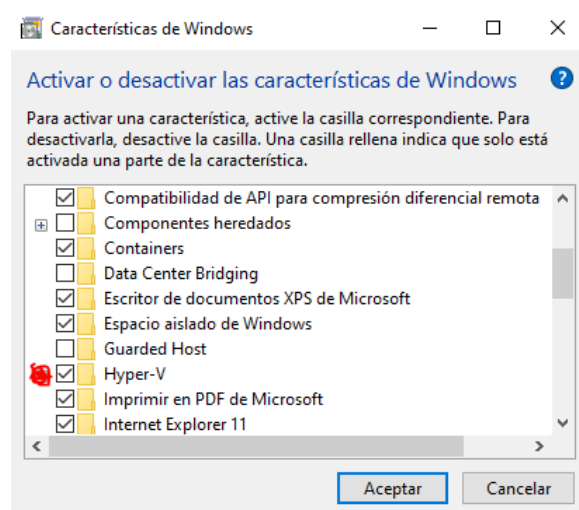 Características de Windows
Activar o desactivar las características de Windows
Para activar una característica, active la casilla correspondiente. Para
desactivarla, desactive la casilla. Una casilla rellena indica que solo está
activada una parte de la característica.
Compatibilidad de API para compresión diferencial remota
Componentes heredados
Containers
Data Center Bridging
Escritor de documentos XPS de Microsoft
Espacio aislado de Windows
Guarded Host
Hyper-V
Imprimir en PDF de Microsoft
Internet Explorer 11
Aceptar Cancelar